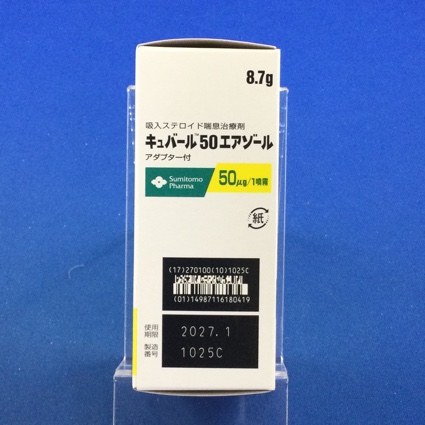 8.7g
吸入ステロイド喘息治療剤
キュバール™50エアゾール
アダプター付
Sumitomo
Pharma
50μg/1噴霧
紙
(17)270100(10)1025C
(01)14987116180419
使用
期限
2027.1
製造
番号
1025C